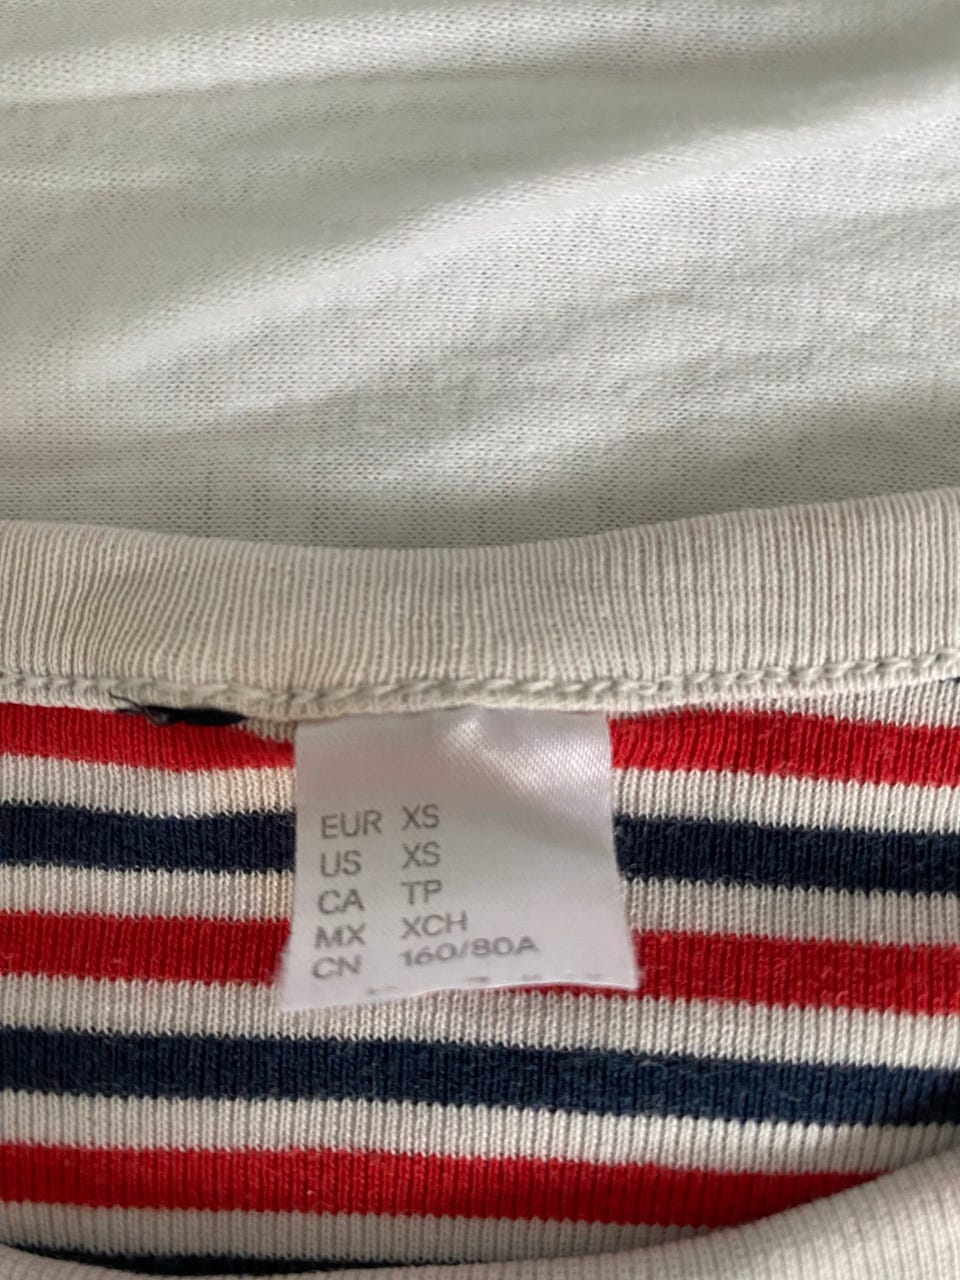 EUR XS
US XS
CA TP
MX XCH
CN 160/80A